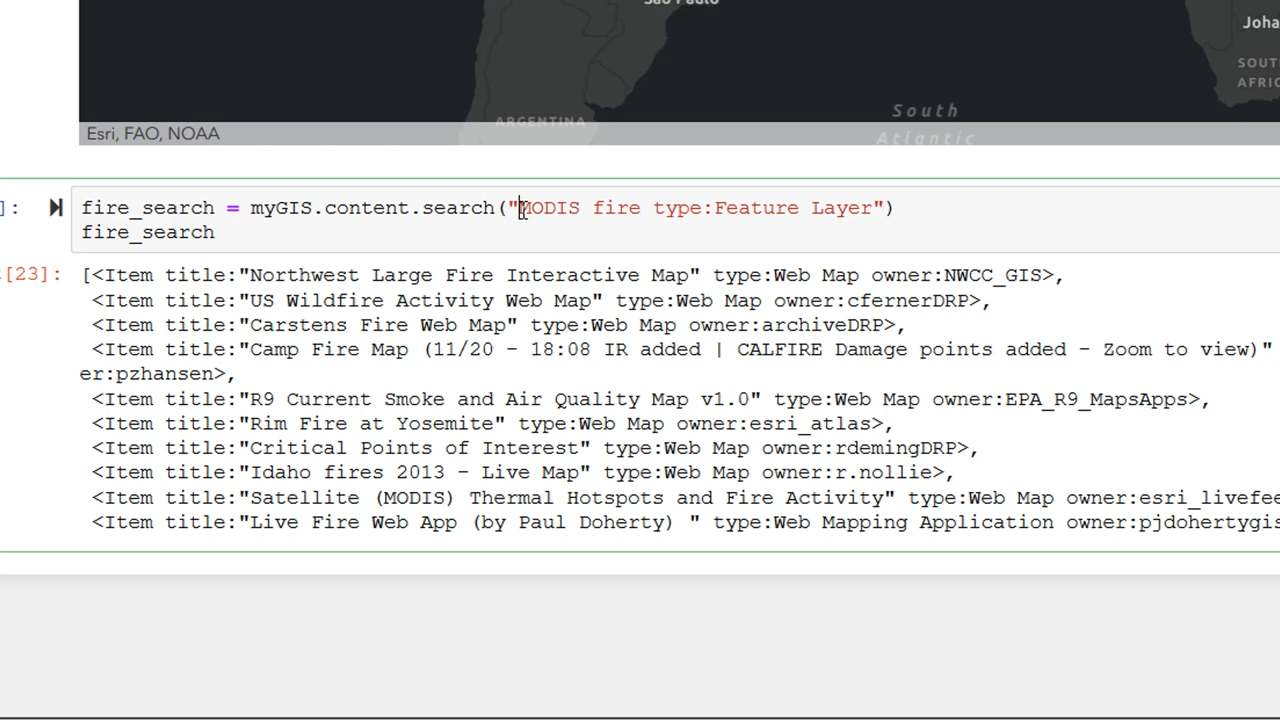 Johа
SOUT
AFRIC
South
ARGENTINA
Esri, FAO, NOAA
Atlantic
]: fire_search = myGIS.content.search("MODIS fire type:Feature Layer")
fire_search
[23]: [<Item title:"Northwest Large Fire Interactive Map" type:Web Map owner:NWCC_GIS>,
<Item title:"US Wildfire Activity Web Map" type:Web Map owner:cfernerDRP>,
<Item title:"Carstens Fire Web Map" type:Web Map owner:archiveDRP>,
<Item title:"Camp Fire Map (11/20 - 18:08 IR added | CALFIRE Damage points added - Zoom to view)"
er:pzhansen>,
<Item title:"R9 Current Smoke and Air Quality Map v1.0" type:Web Map owner:EPA_R9_MapsApps>,
<Item title:"Rim Fire at Yosemite" type:Web Map owner:esri_atlas>,
<Item title:"Critical Points of Interest" type:Web Map owner:rdemingDRP>,
<Item title:"Idaho fires 2013 - Live Map" type:Web Map owner:r.nollie>,
<Item title:"Satellite (MODIS) Thermal Hotspots and Fire Activity" type:Web Map owner:esri_livefee
<Item title:"Live Fire Web App (by Paul Doherty) " type:Web Mapping Application owner:pjdohertygis